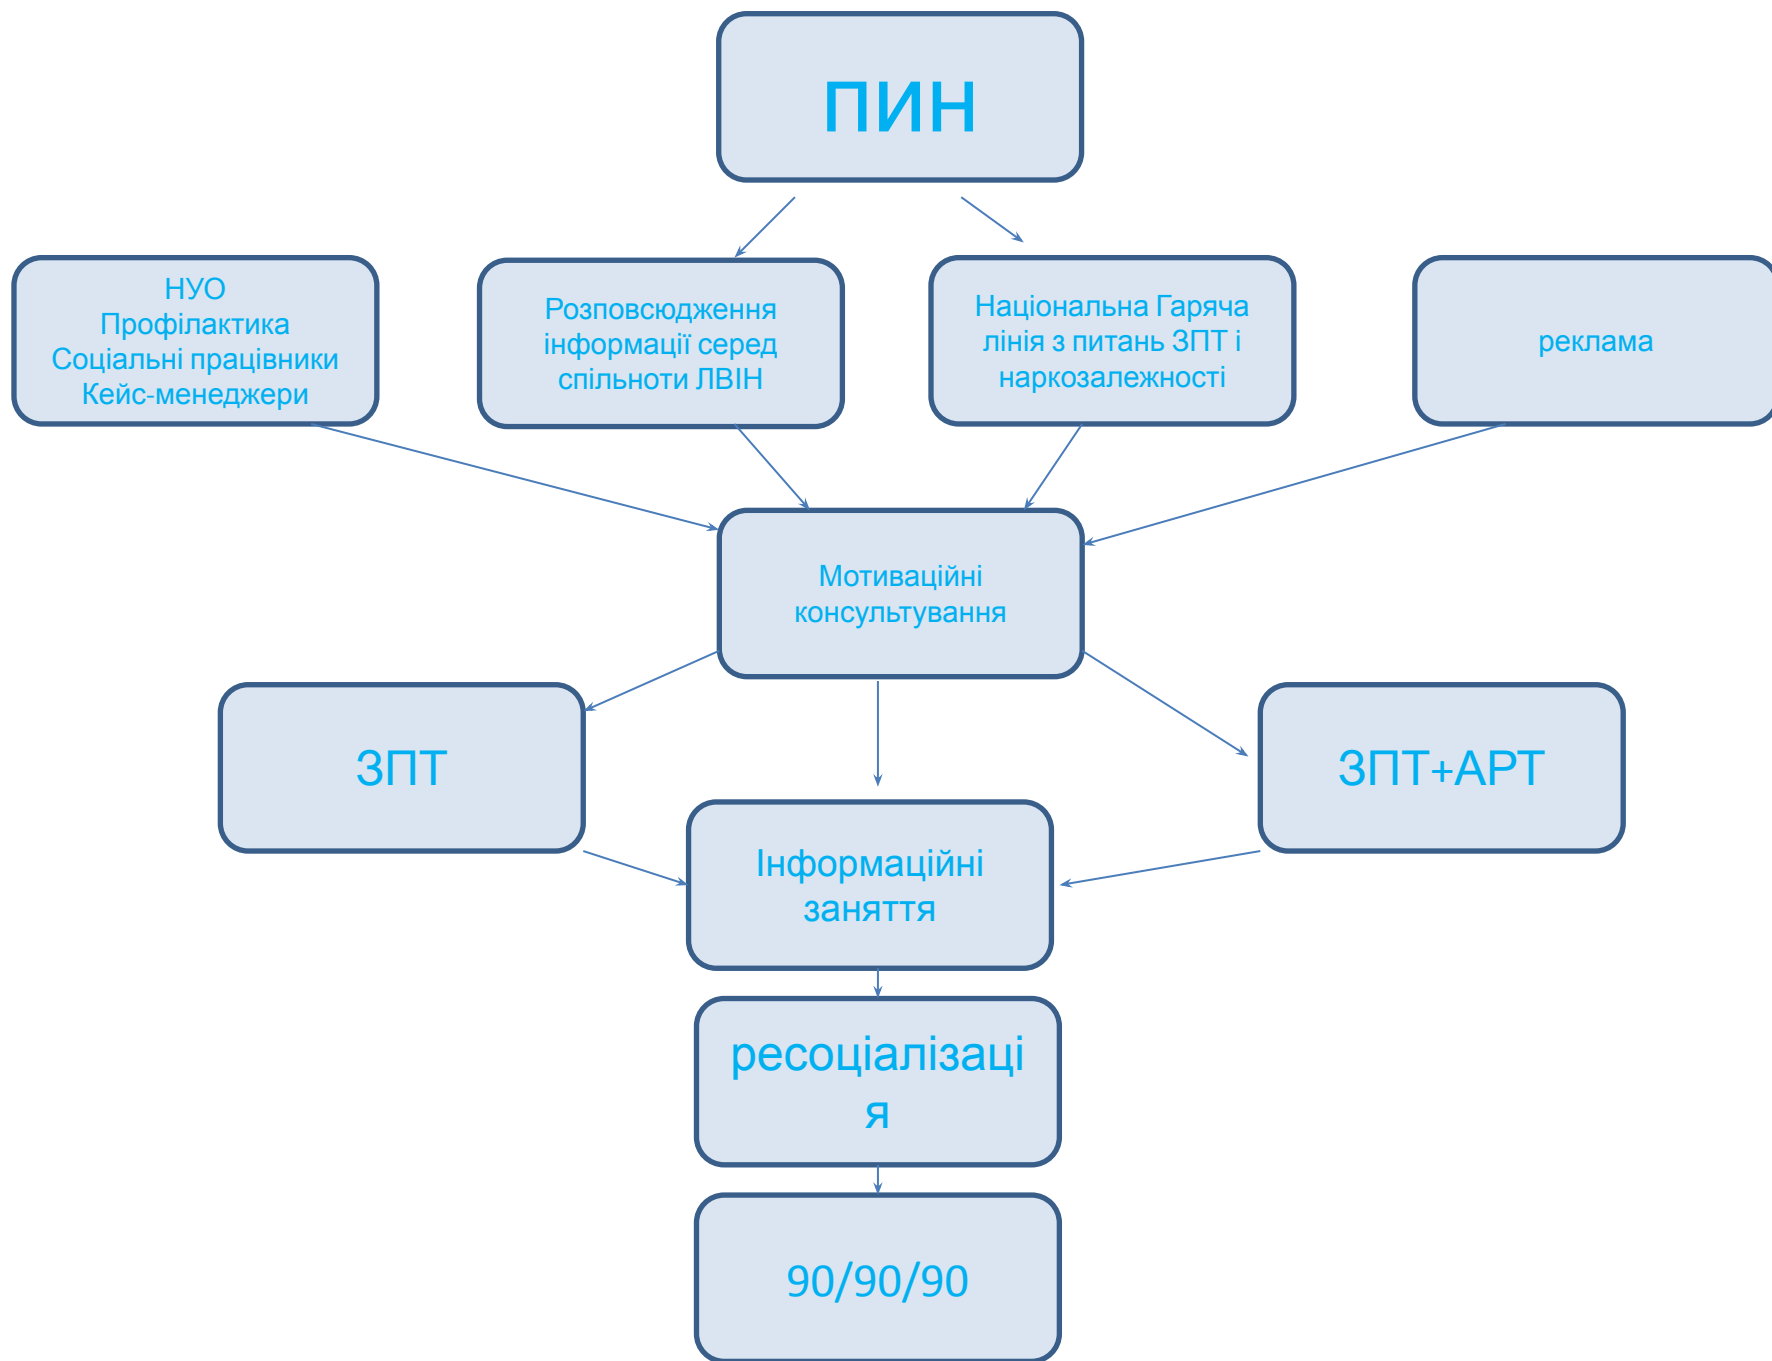 ПИН
НУО
Профілактика
Соціальні працівники
Кейс-менеджери
Розповсюдження
інформації серед
спільноти ЛВІН
Національна Гаряча
лінія з питань ЗПТ і
наркозалежності
реклама
Мотиваційні
консультування
ЗПТ
ЗПТ+АРТ
Інформаційні
заняття
ресоціалізаці
я
90/90/90